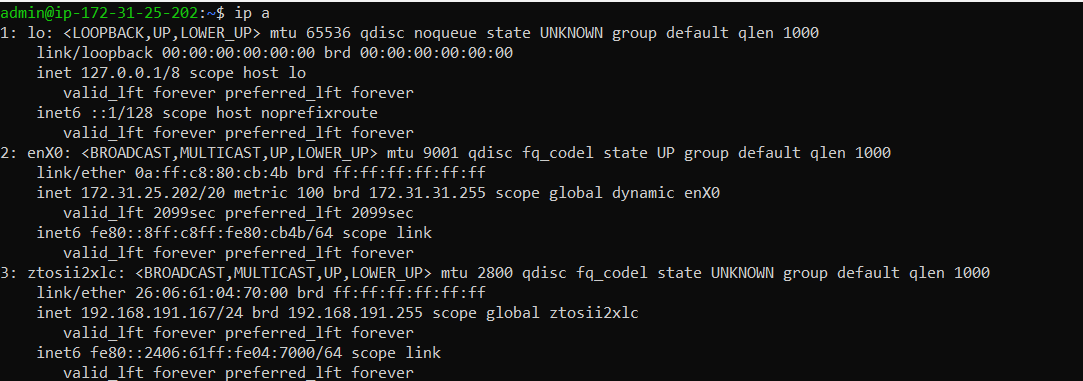 admin@ip-172-31-25-202:~$ ip a
1: lo: <LOOPBACK,UP,LOWER_UP> mtu 65536 qdisc noqueue state UNKNOWN group default qlen 1000
link/loopback 00:00:00:00:00:00 brd 00:00:00:00:00:00
inet 127.0.0.1/8 scope host lo
valid_lft forever preferred_lft forever
inet6 ::1/128 scope host noprefixroute
valid_lft forever preferred_lft forever
2: enX0: <BROADCAST,MULTICAST,UP,LOWER_UP> mtu 9001 qdisc fq_codel state UP group default qlen 1000
link/ether 0a:ff:c8:80:cb:4b brd ff:ff:ff:ff:ff:ff
inet 172.31.25.202/20 metric 100 brd 172.31.31.255 scope global dynamic enX0
valid_lft 2099sec preferred_lft 2099sec
inet6 fe80::8ff:c8ff:fe80:cb4b/64 scope link
valid_lft forever preferred_lft forever
3: ztosii2xlc: <BROADCAST,MULTICAST,UP,LOWER_UP> mtu 2800 qdisc fq_codel state UNKNOWN group default qlen 1000
link/ether 26:06:61:04:70:00 brd ff:ff:ff:ff:ff:ff
inet 192.168.191.167/24 brd 192.168.191.255 scope global ztosii2xlc
valid_lft forever preferred_lft forever
inet6 fe80::2406:61ff:fe04:7000/64 scope link
valid_lft forever preferred_lft forever